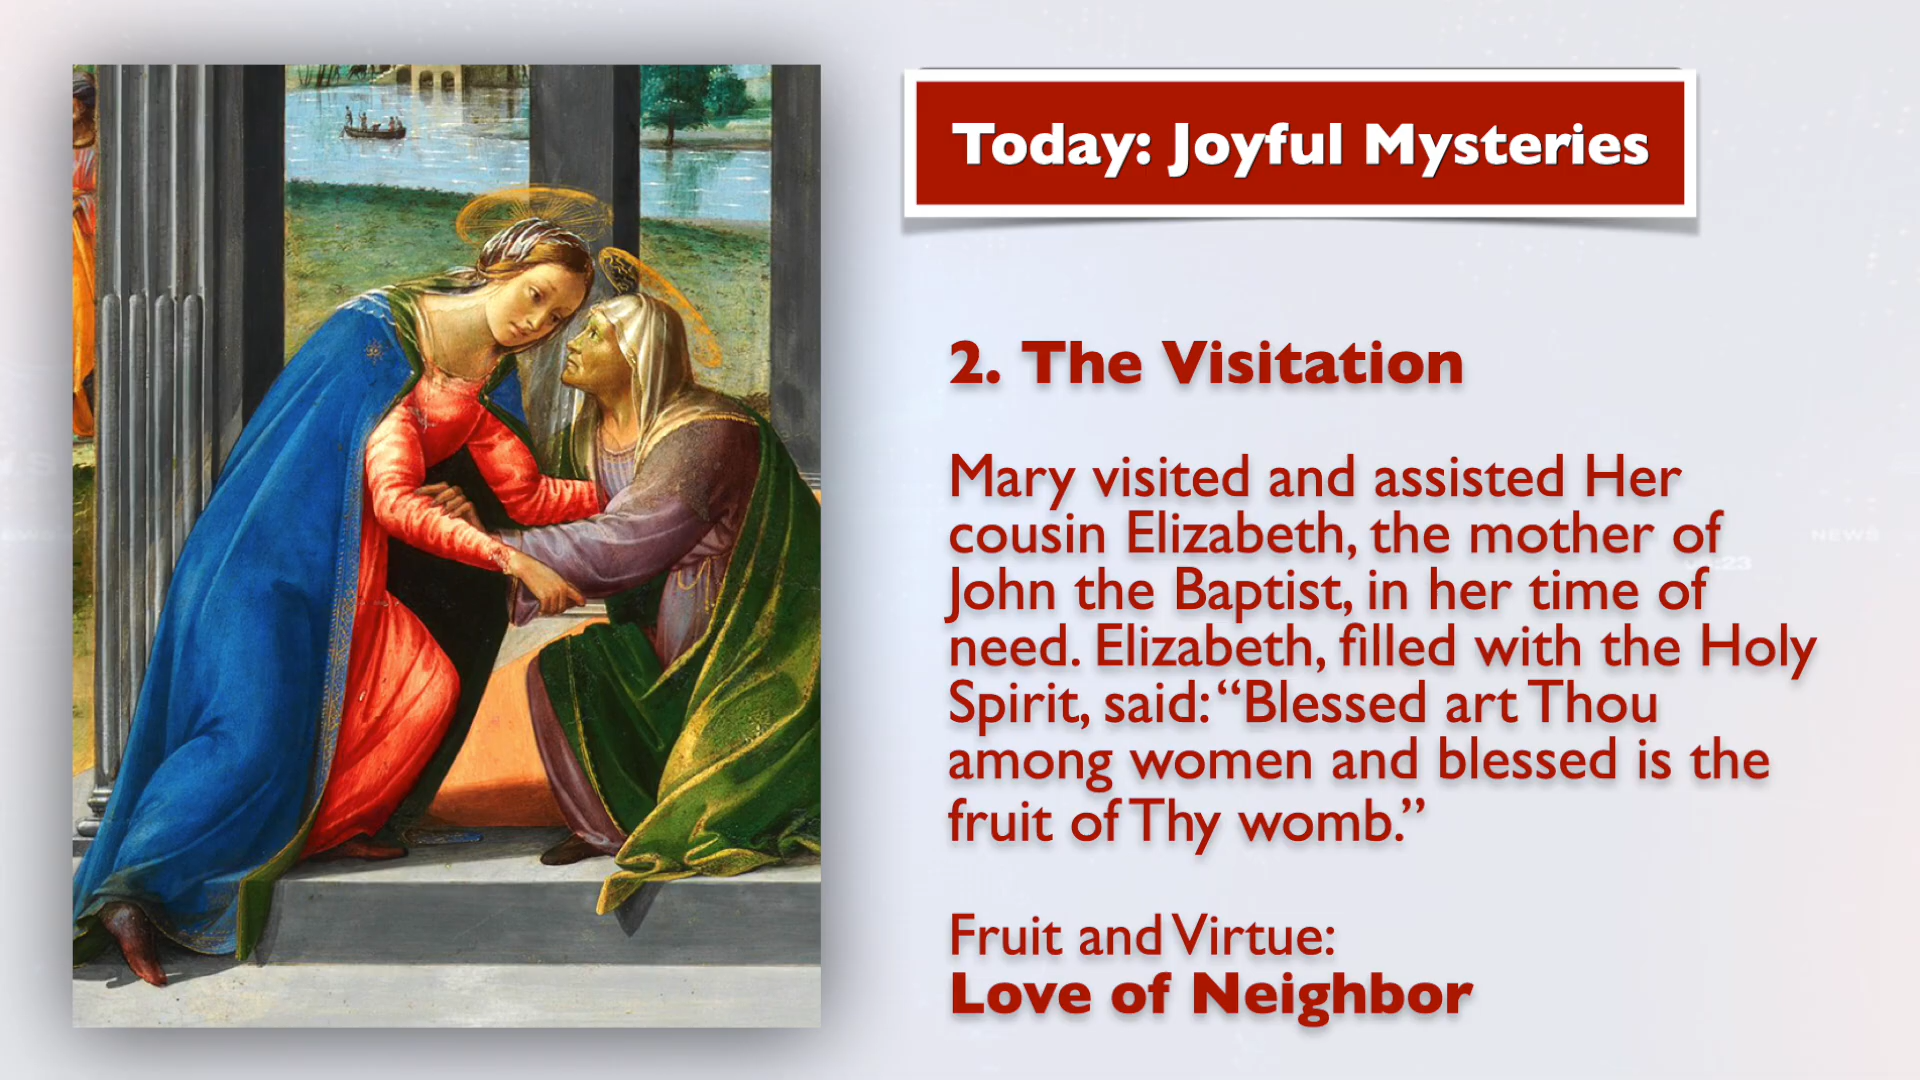 Today: Joyful Mysteries
2. The Visitation
Mary visited and assisted Her
cousin Elizabeth, the mother of
John the Baptist, in her time of
need. Elizabeth, filled with the Holy
Spirit, said: “Blessed art Thou
among women and blessed is the
fruit of Thy womb.”
Fruit and Virtue:
Love of Neighbor
NEWS